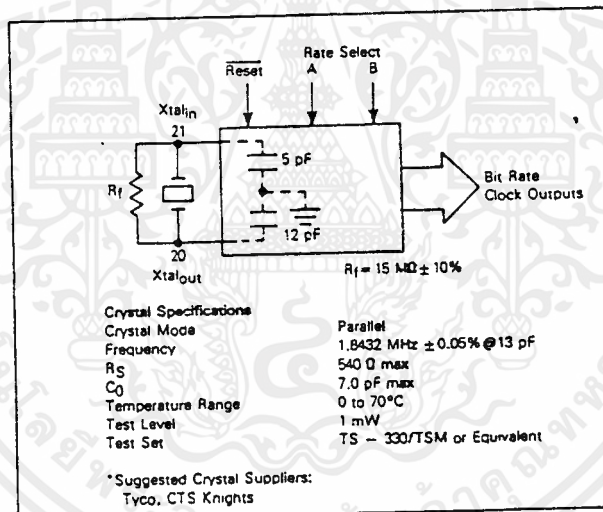 Rate Select
Reset A B
Xtalin
21
5 pF
Rf
Bit Rate
Clock Outputs
12 pF
20
Xtalout
Rf = 15 MΩ ± 10%
Crystal Specifications
Crystal Mode Parallel
Frequency 1.8432 MHz ± 0.05% @ 13 pF
RS 540 Ω max
C0 7.0 pF max
Temperature Range 0 to 70°C
Test Level 1 mW
Test Set TS – 330/TSM or Equivalent
*Suggested Crystal Suppliers:
Tyco, CTS Knights